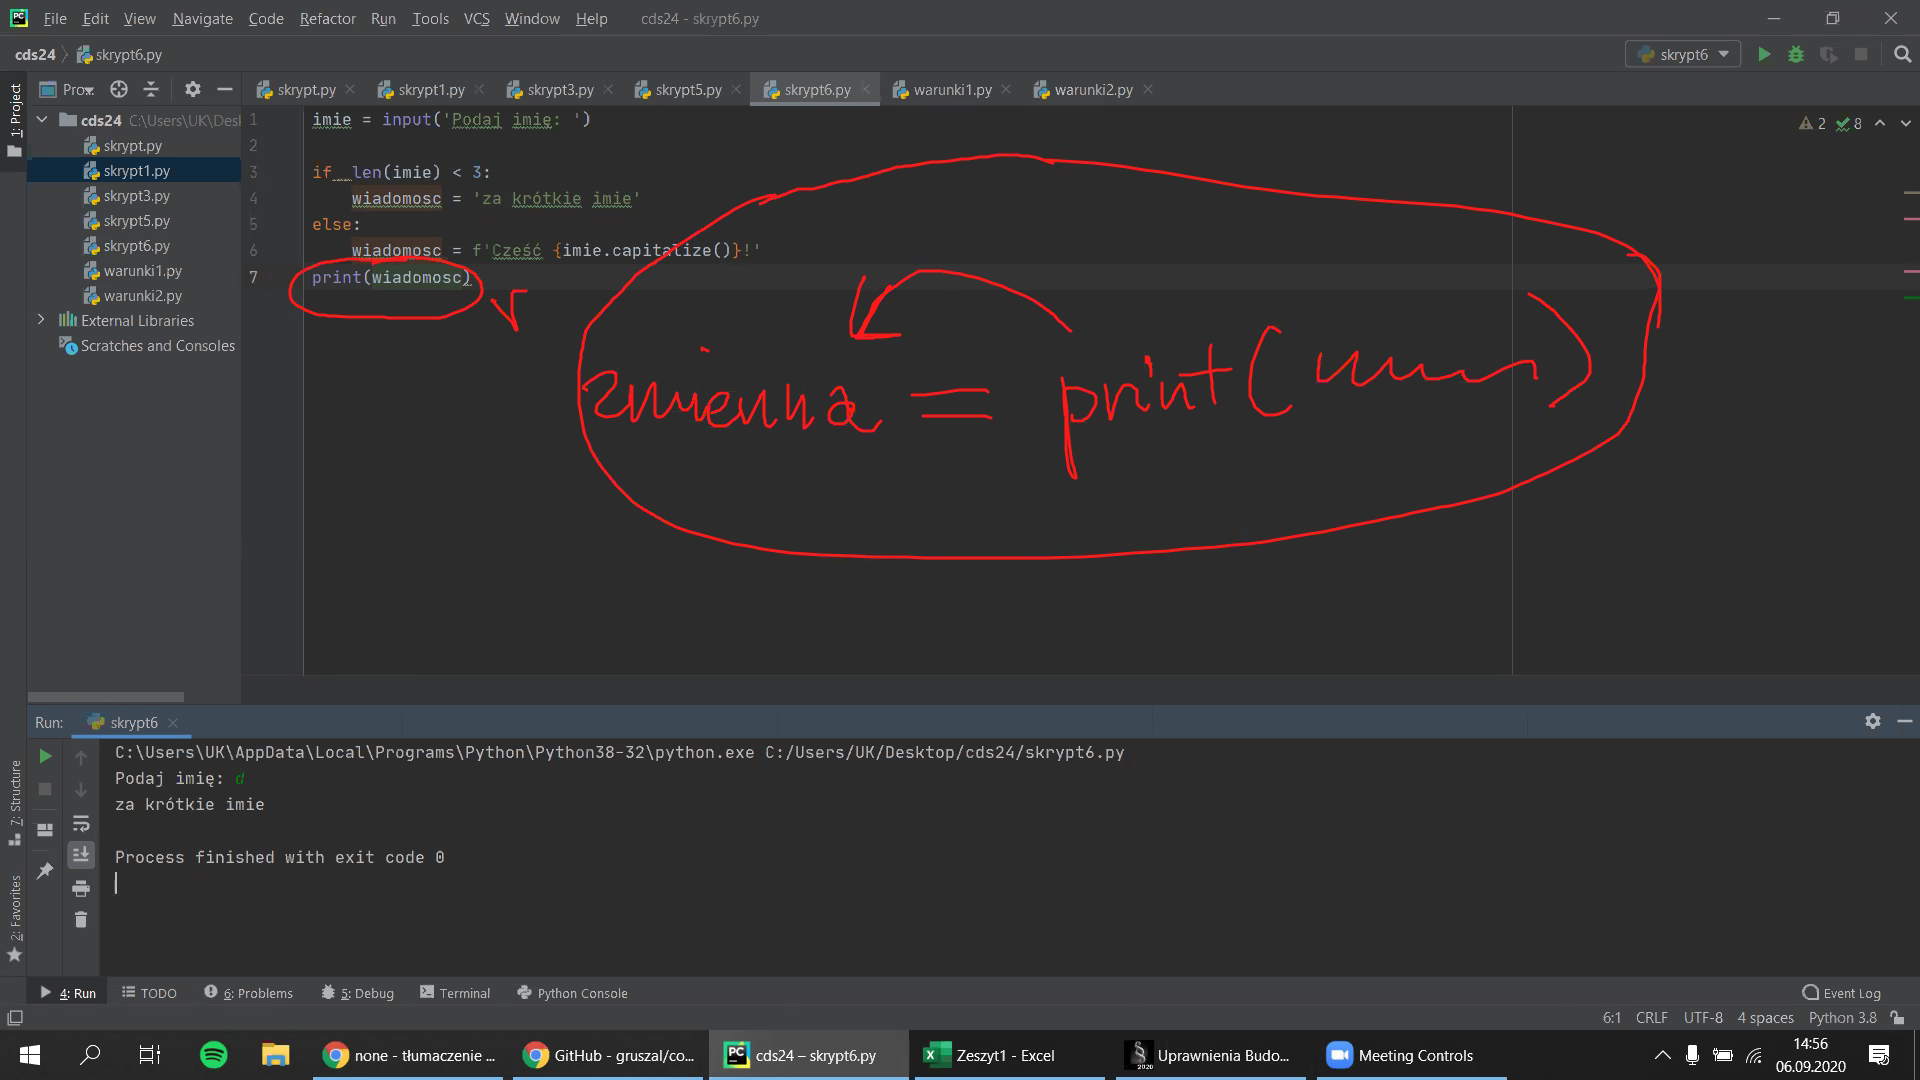 File Edit View Navigate Code Refactor Run Tools VCS Window Help cds24 - skrypt6.py
cds24 skrypt6.py skrypt6
1: Project
Pro skrypt.py skrypt1.py skrypt3.py skrypt5.py skrypt6.py warunki1.py warunki2.py
cds24 C:\Users\UK\Desl
skrypt.py
skrypt1.py
skrypt3.py
skrypt5.py
skrypt6.py
warunki1.py
warunki2.py
External Libraries
Scratches and Consoles
1 imie = input('Podaj imię: ')
2
3 if len(imie) < 3:
4 wiadomosc = 'za krótkie imie'
5 else:
6 wiadomosc = f'Cześć {imie.capitalize()}!'
7 print(wiadomosc)
2 8
zmienna = print( )
Run: skrypt6
C:\Users\UK\AppData\Local\Programs\Python\Python38-32\python.exe C:/Users/UK/Desktop/cds24/skrypt6.py
Podaj imię: d
za krótkie imie
Process finished with exit code 0
7: Structure
2: Favorites
4: Run TODO 6: Problems 5: Debug Terminal Python Console Event Log
6:1 CRLF UTF-8 4 spaces Python 3.8
none - tłumaczenie ... GitHub - gruszal/co... cds24 – skrypt6.py Zeszyt1 - Excel 2020 Uprawnienia Budo... Meeting Controls
14:56
06.09.2020